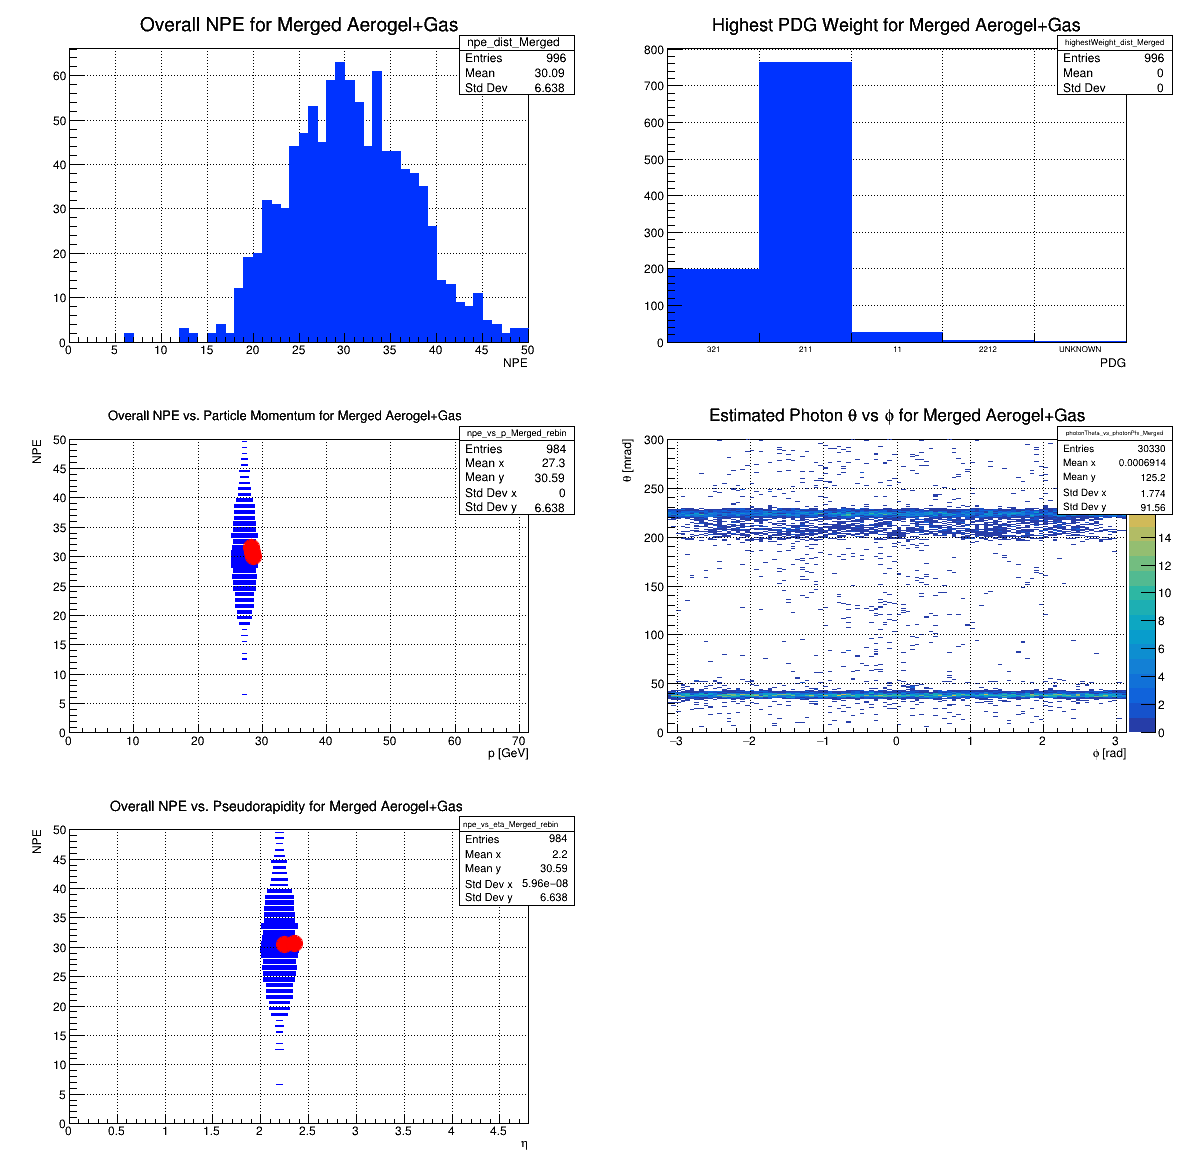 Overall NPE for Merged Aerogel+Gas
npe_dist_Merged
Entries 996
Mean 30.09
Std Dev 6.638
60
50
40
30
20
10
0
0 5 10 15 20 25 30 35 40 45 50
NPE
Highest PDG Weight for Merged Aerogel+Gas
highestWeight_dist_Merged
Entries 996
Mean 0
Std Dev 0
800
700
600
500
400
300
200
100
0
321 211 11 2212 UNKNOWN
PDG
Overall NPE vs. Particle Momentum for Merged Aerogel+Gas
npe_vs_p_Merged_rebin
Entries 984
Mean x 27.3
Mean y 30.59
Std Dev x 0
Std Dev y 6.638
NPE
50
45
40
35
30
25
20
15
10
5
0
0 10 20 30 40 50 60 70
p [GeV]
Estimated Photon θ vs ϕ for Merged Aerogel+Gas
photonTheta_vs_photonPhi_Merged
Entries 30330
Mean x 0.0006914
Mean y 125.2
Std Dev x 1.774
Std Dev y 91.56
θ [mrad]
300
250
200
150
100
50
0
−3 −2 −1 0 1 2 3
ϕ [rad]
14
12
10
8
6
4
2
0
Overall NPE vs. Pseudorapidity for Merged Aerogel+Gas
npe_vs_eta_Merged_rebin
Entries 984
Mean x 2.2
Mean y 30.59
Std Dev x 5.96e−08
Std Dev y 6.638
NPE
50
45
40
35
30
25
20
15
10
5
0
0 0.5 1 1.5 2 2.5 3 3.5 4 4.5
η